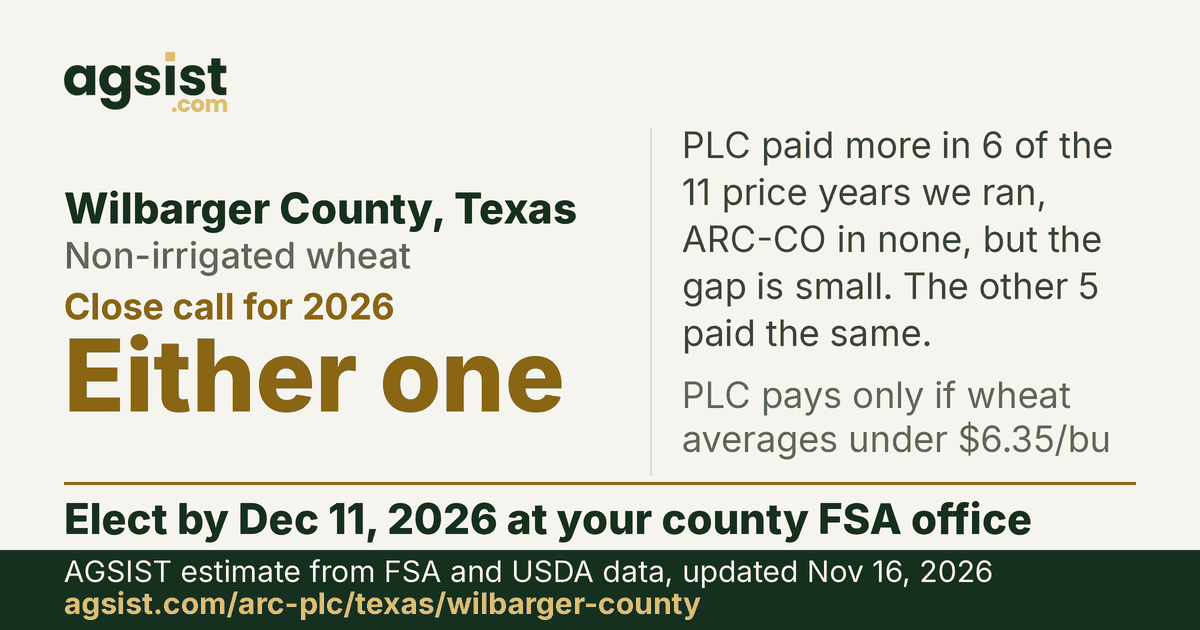 agsist
.com
Wilbarger County, Texas
Non-irrigated wheat
Close call for 2026
Either one
PLC paid more in 6 of the
11 price years we ran,
ARC-CO in none, but the
gap is small. The other 5
paid the same.
PLC pays only if wheat
averages under $6.35/bu
Elect by Dec 11, 2026 at your county FSA office
AGSIST estimate from FSA and USDA data, updated Nov 16, 2026
agsist.com/arc-plc/texas/wilbarger-county